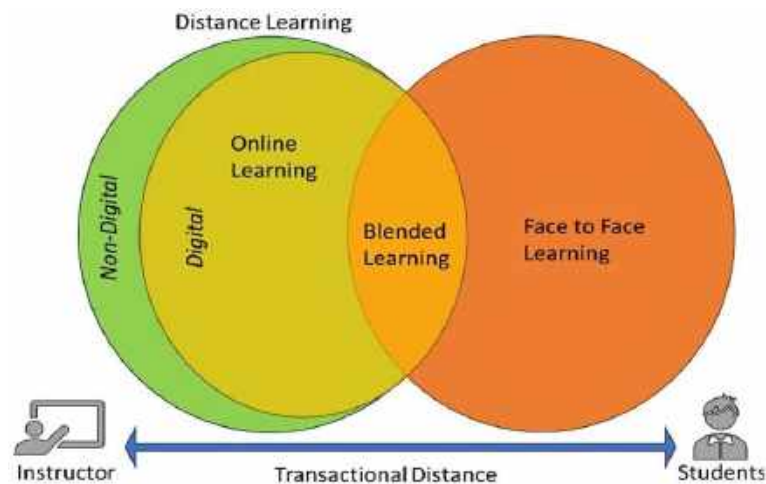 Distance Learning
Online
Learning
Non-Digital
Digital
Blended
Learning
Face to Face
Learning
Instructor
Transactional Distance
Students